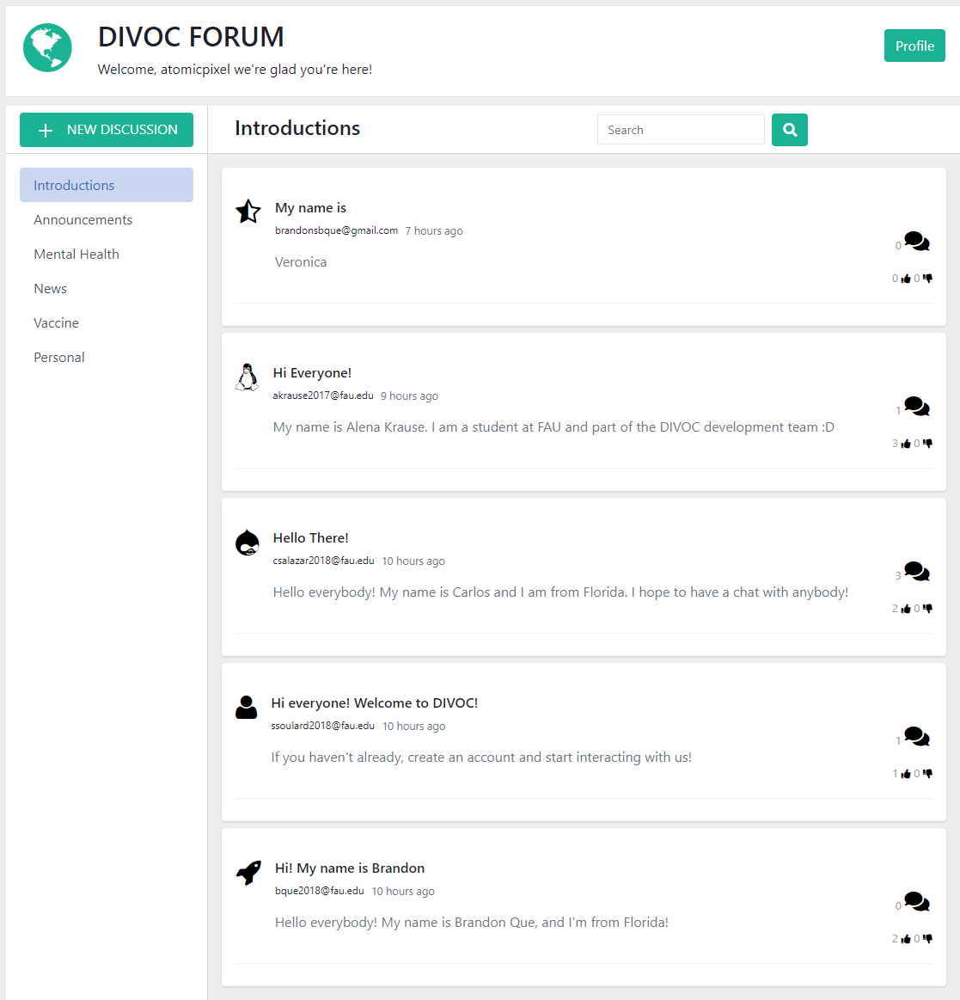 DIVOC FORUM
Welcome, atomicpixel we're glad you're here!
Profile
NEW DISCUSSION
Introductions
Search
Introductions
Announcements
Mental Health
News
Vaccine
Personal
My name is
brandonsbque@gmail.com 7 hours ago
Veronica
0
0 0
Hi Everyone!
akrause2017@fau.edu 9 hours ago
My name is Alena Krause. I am a student at FAU and part of the DIVOC development team :D
1
3 0
Hello There!
csalazar2018@fau.edu 10 hours ago
Hello everybody! My name is Carlos and I am from Florida. I hope to have a chat with anybody!
3
2 0
Hi everyone! Welcome to DIVOC!
ssoulard2018@fau.edu 10 hours ago
If you haven't already, create an account and start interacting with us!
1
1 0
Hi! My name is Brandon
bque2018@fau.edu 10 hours ago
Hello everybody! My name is Brandon Que, and I'm from Florida!
0
2 0